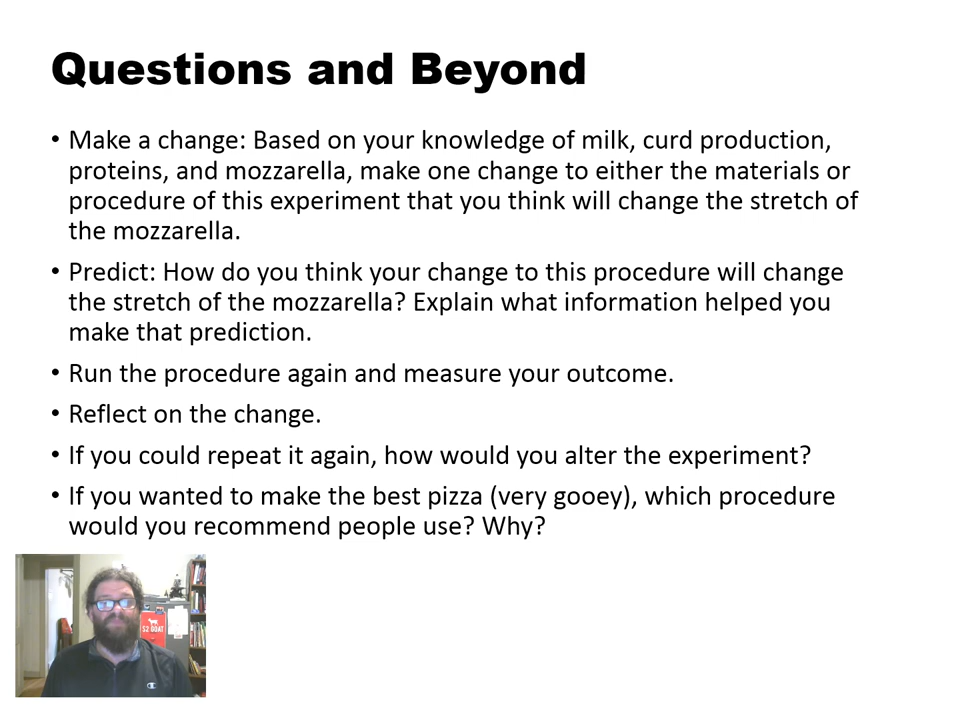 Questions and Beyond
• Make a change: Based on your knowledge of milk, curd production,
proteins, and mozzarella, make one change to either the materials or
procedure of this experiment that you think will change the stretch of
the mozzarella.
• Predict: How do you think your change to this procedure will change
the stretch of the mozzarella? Explain what information helped you
make that prediction.
• Run the procedure again and measure your outcome.
• Reflect on the change.
• If you could repeat it again, how would you alter the experiment?
• If you wanted to make the best pizza (very gooey), which procedure
would you recommend people use? Why?